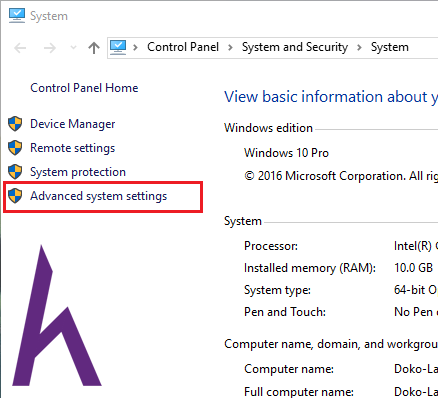 System
Control Panel > System and Security > System
Control Panel Home
Device Manager
Remote settings
System protection
Advanced system settings
View basic information about
Windows edition
Windows 10 Pro
© 2016 Microsoft Corporation. All rig
System
Processor: Intel(R)
Installed memory (RAM): 10.0 GB
System type: 64-bit O
Pen and Touch: No Pen
Computer name, domain, and workgrou
Computer name: Doko-La
Full computer name: Doko-La